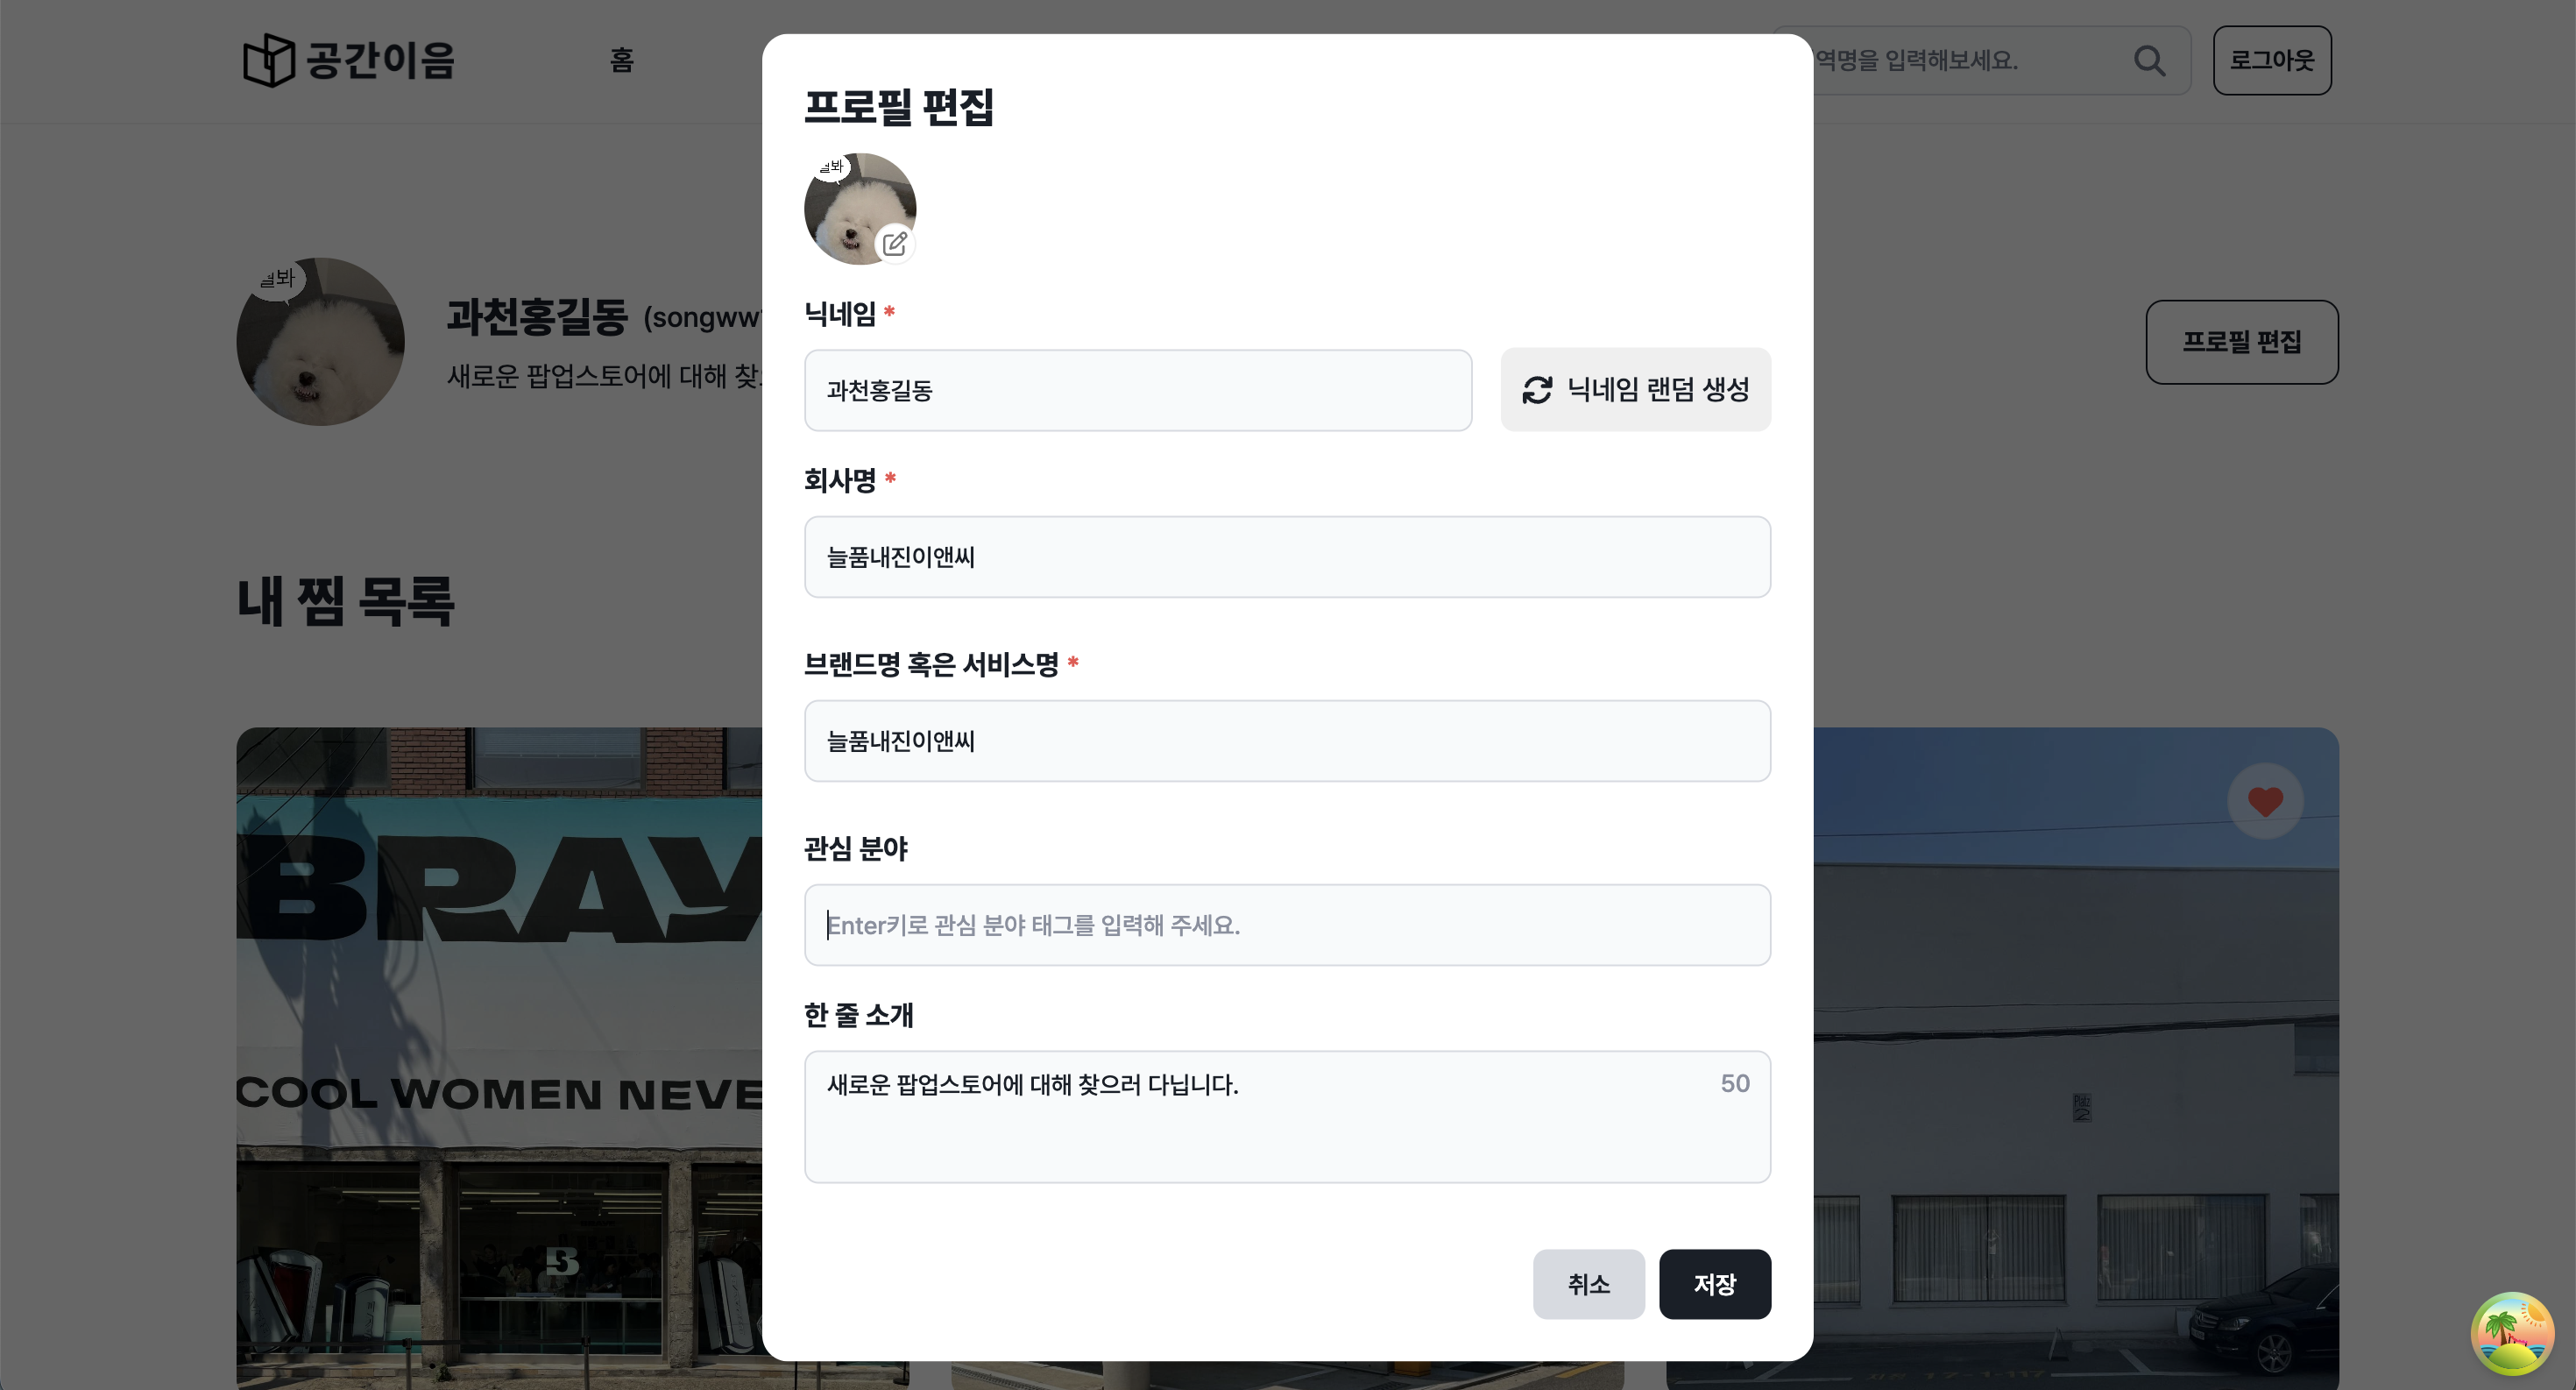 공간이음
홈
역명을 입력해보세요.
로그아웃
프로필 편집
과천홍길동 (songww
새로운 팝업스토어에 대해 찾
프로필 편집
닉네임 *
과천홍길동
닉네임 랜덤 생성
회사명 *
늘품내진이앤씨
브랜드명 혹은 서비스명 *
늘품내진이앤씨
관심 분야
Enter키로 관심 분야 태그를 입력해 주세요.
한 줄 소개
새로운 팝업스토어에 대해 찾으러 다닙니다.
50
취소
저장
내 찜 목록
BRAY
COOL WOMEN NEVE